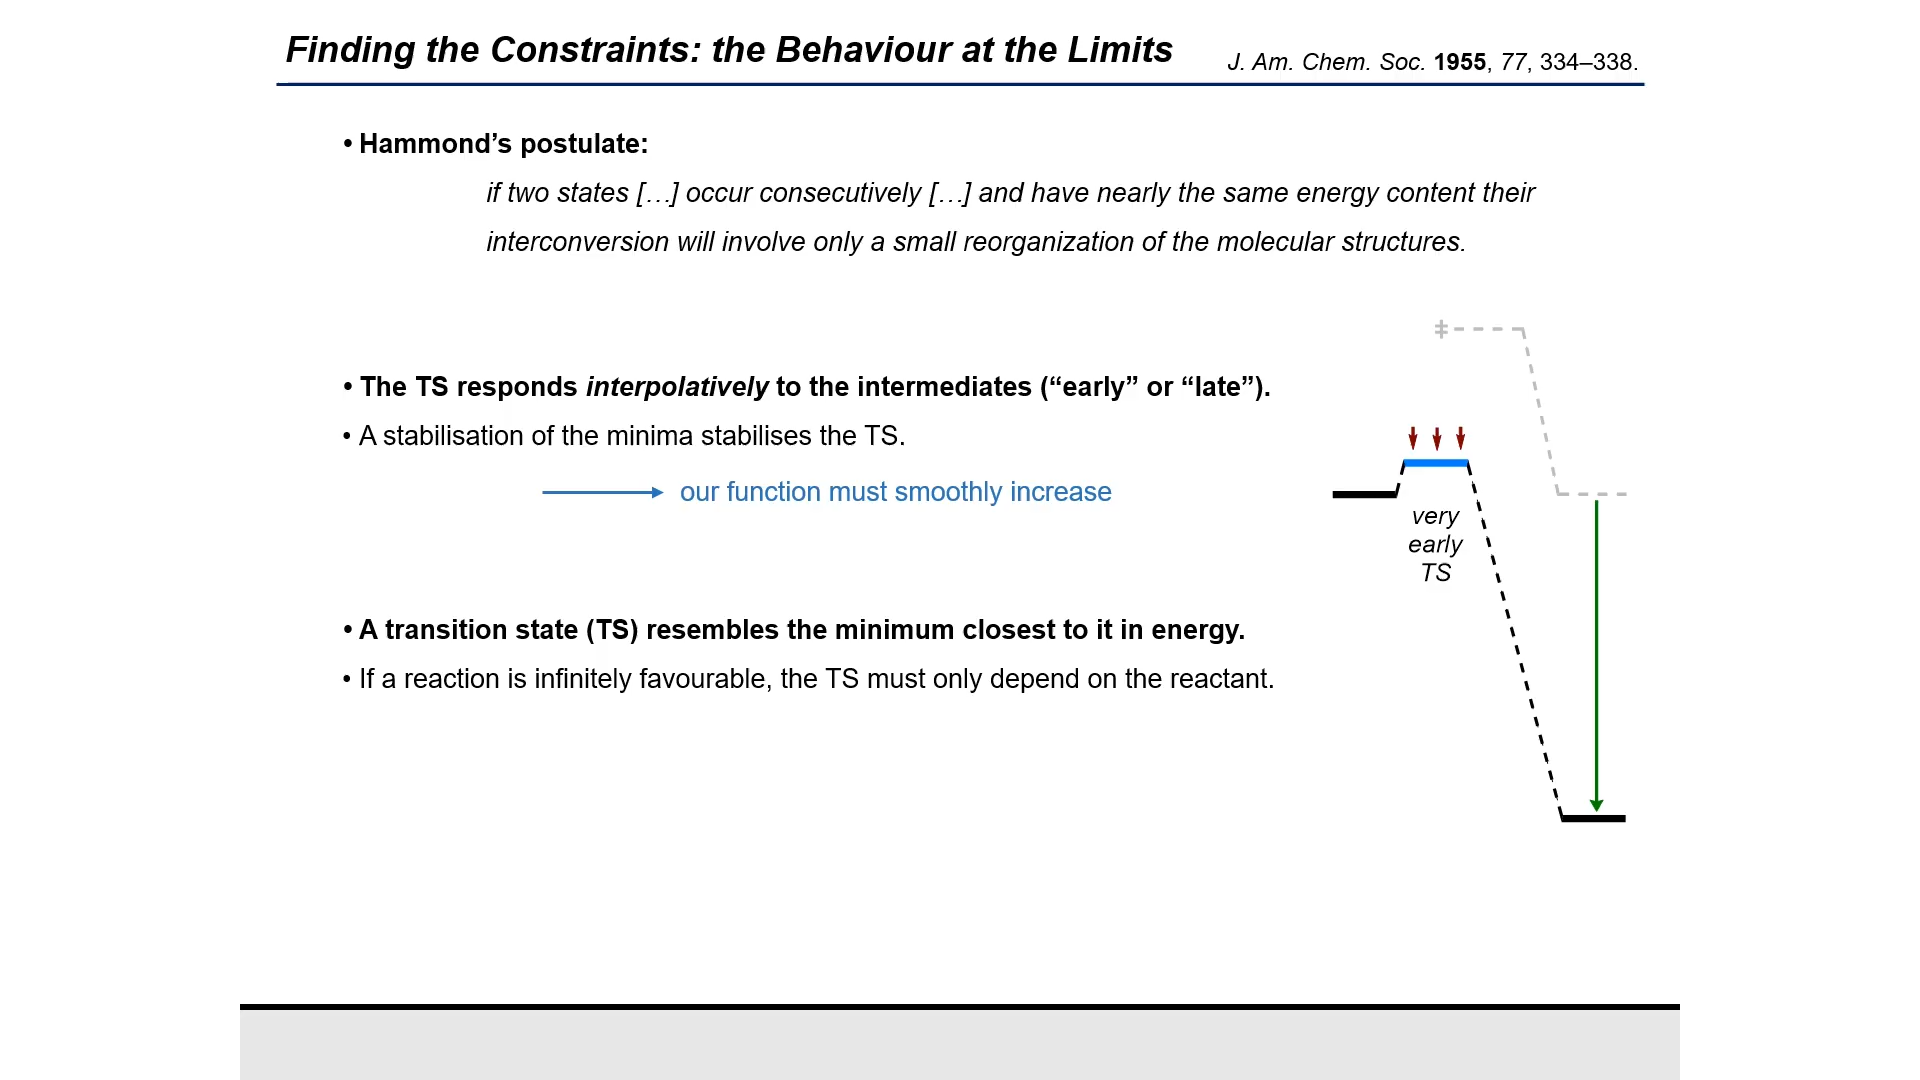 Finding the Constraints: the Behaviour at the Limits
J. Am. Chem. Soc. 1955, 77, 334–338.
• Hammond’s postulate:
if two states […] occur consecutively […] and have nearly the same energy content their
interconversion will involve only a small reorganization of the molecular structures.
• The TS responds interpolatively to the intermediates (“early” or “late”).
• A stabilisation of the minima stabilises the TS.
our function must smoothly increase
• A transition state (TS) resembles the minimum closest to it in energy.
• If a reaction is infinitely favourable, the TS must only depend on the reactant.
‡
very
early
TS